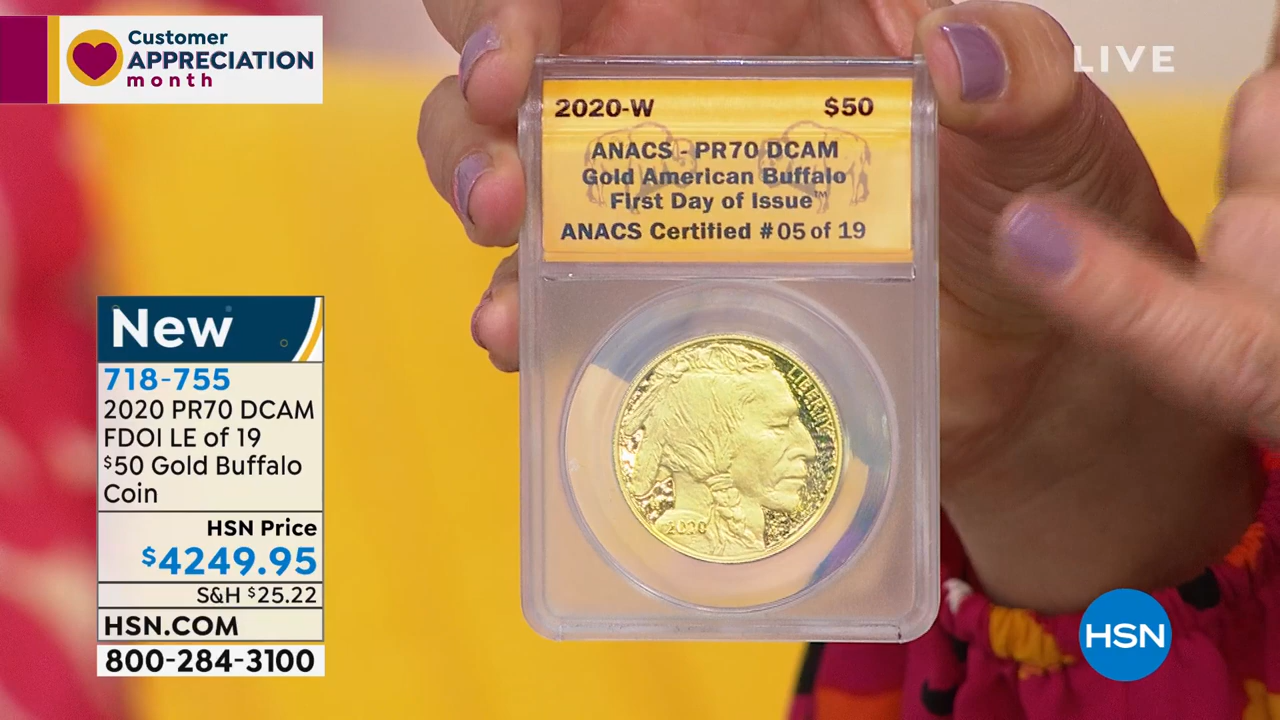 Customer
APPRECIATION
month
LIVE
2020-W $50
ANACS - PR70 DCAM
Gold American Buffalo
First Day of Issue™
ANACS Certified #05 of 19
LIBERTY
2020
New
718-755
2020 PR70 DCAM
FDOI LE of 19
$50 Gold Buffalo
Coin
HSN Price
$4249.95
S&H $25.22
HSN.COM
800-284-3100
HSN